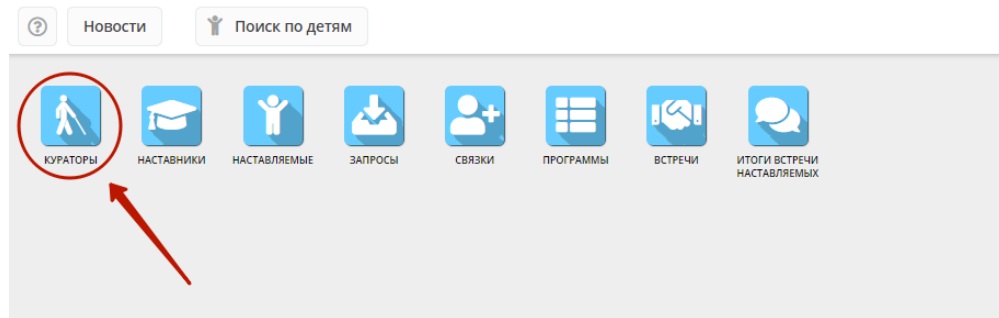 ?
Новости
Поиск по детям
КУРАТОРЫ
НАСТАВНИКИ
НАСТАВЛЯЕМЫЕ
ЗАПРОСЫ
СВЯЗКИ
ПРОГРАММЫ
ВСТРЕЧИ
ИТОГИ ВСТРЕЧИ
НАСТАВЛЯЕМЫХ